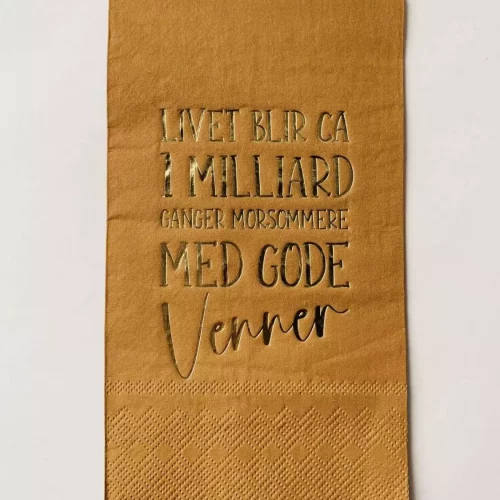 LIVET BLIR CA
1 MILLIARD
GANGER MORSOMMERE
MED GODE
Venner